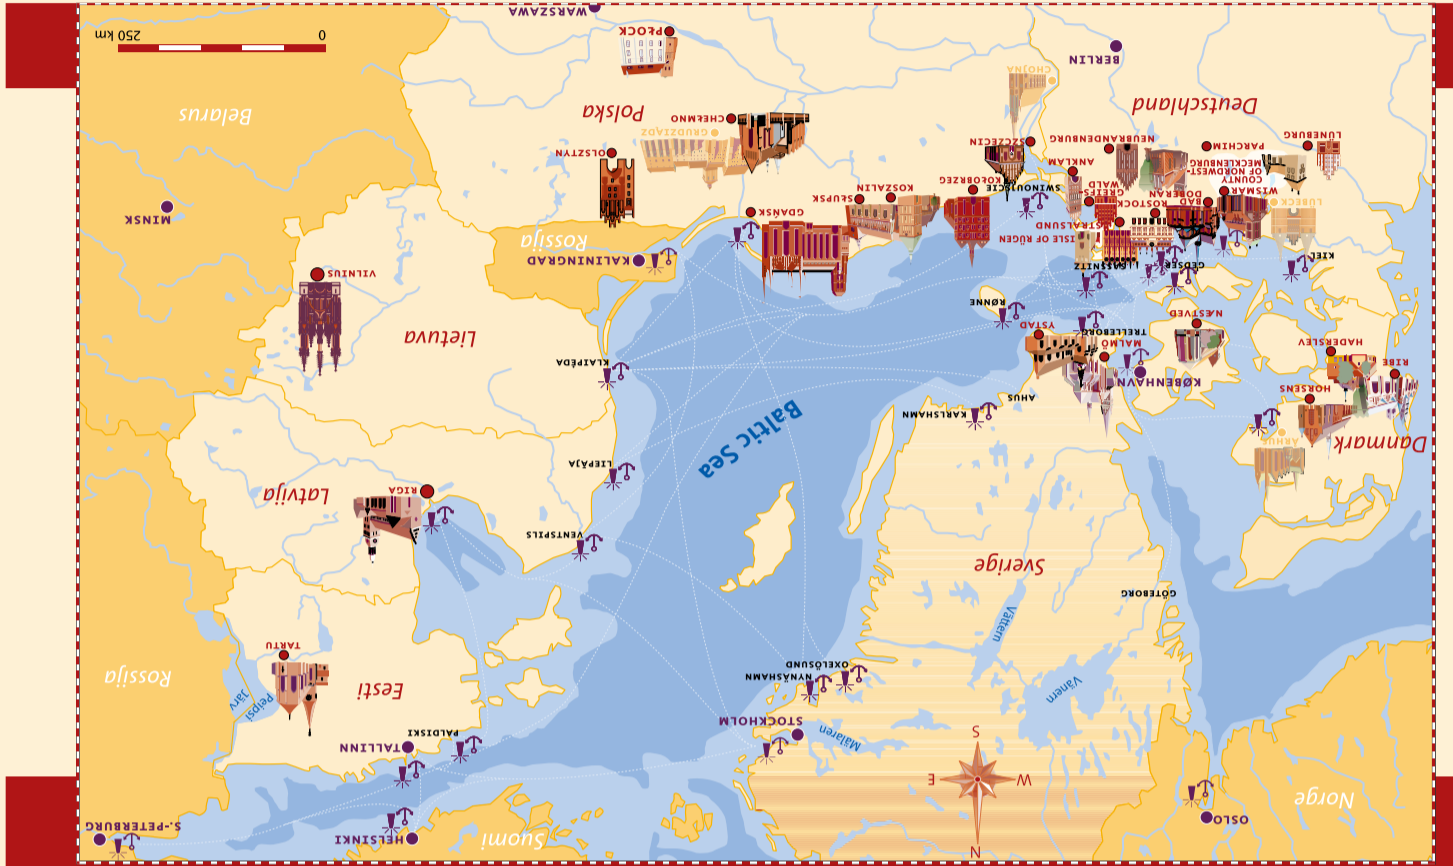 N
Norge
OSLO
W
E
S
Suomi
HELSINKI
S.-PETERBURG
TALLINN
PALDISKI
Mälaren
STOCKHOLM
Vänern
Peipsi
Järv
Eesti
Rossija
NYNÄSHAMN
OXELÖSUND
TARTU
Vättern
GÖTEBORG
Sverige
VENTSPILS
RIGA
Latvija
LIEPĀJA
Baltic Sea
Danmark
ÅRHUS
HORSENS
RIBE
HADERSLEV
KARLSHAMN
AHUS
KØBENHAVN
MALMÖ
TRELLEBORG
YSTAD
NÆSTVED
RØNNE
KLAIPĖDA
Lietuva
VILNIUS
KIEL
GEDSER
SASSNITZ
ISLE OF RÜGEN
STRALSUND
KALININGRAD
Rossija
LÜBECK
WISMAR
COUNTY
OF NORDWEST-
MECKLENBURG
BAD
DOBERAN
ROSTOCK
GREIFS-
WALD
ANKLAM
SWINOUJŚCIE
KOŁOBRZEG
KOSZALIN
SŁUPSK
GDAŃSK
MINSK
LÜNEBURG
PARCHIM
NEUBRANDENBURG
SZCZECIN
OLSZTYN
GRUDZIĄDZ
CHEŁMNO
Deutschland
Polska
Belarus
CHOJNA
BERLIN
PŁOCK
WARSZAWA
0
250 km